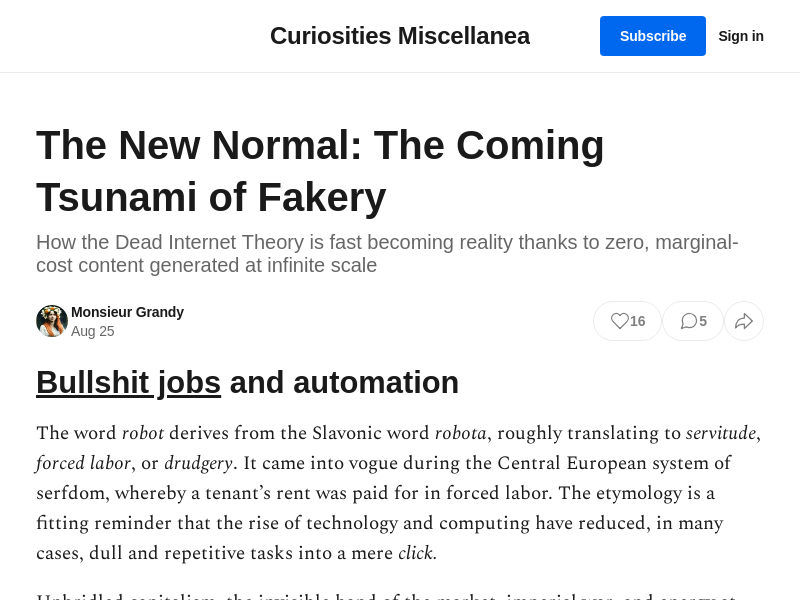 Curiosities Miscellanea
Subscribe
Sign in
The New Normal: The Coming
Tsunami of Fakery
How the Dead Internet Theory is fast becoming reality thanks to zero, marginal-
cost content generated at infinite scale
Monsieur Grandy
Aug 25
16
5
Bullshit jobs and automation
The word robot derives from the Slavonic word robota, roughly translating to servitude,
forced labor, or drudgery. It came into vogue during the Central European system of
serfdom, whereby a tenant’s rent was paid for in forced labor. The etymology is a
fitting reminder that the rise of technology and computing have reduced, in many
cases, dull and repetitive tasks into a mere click.